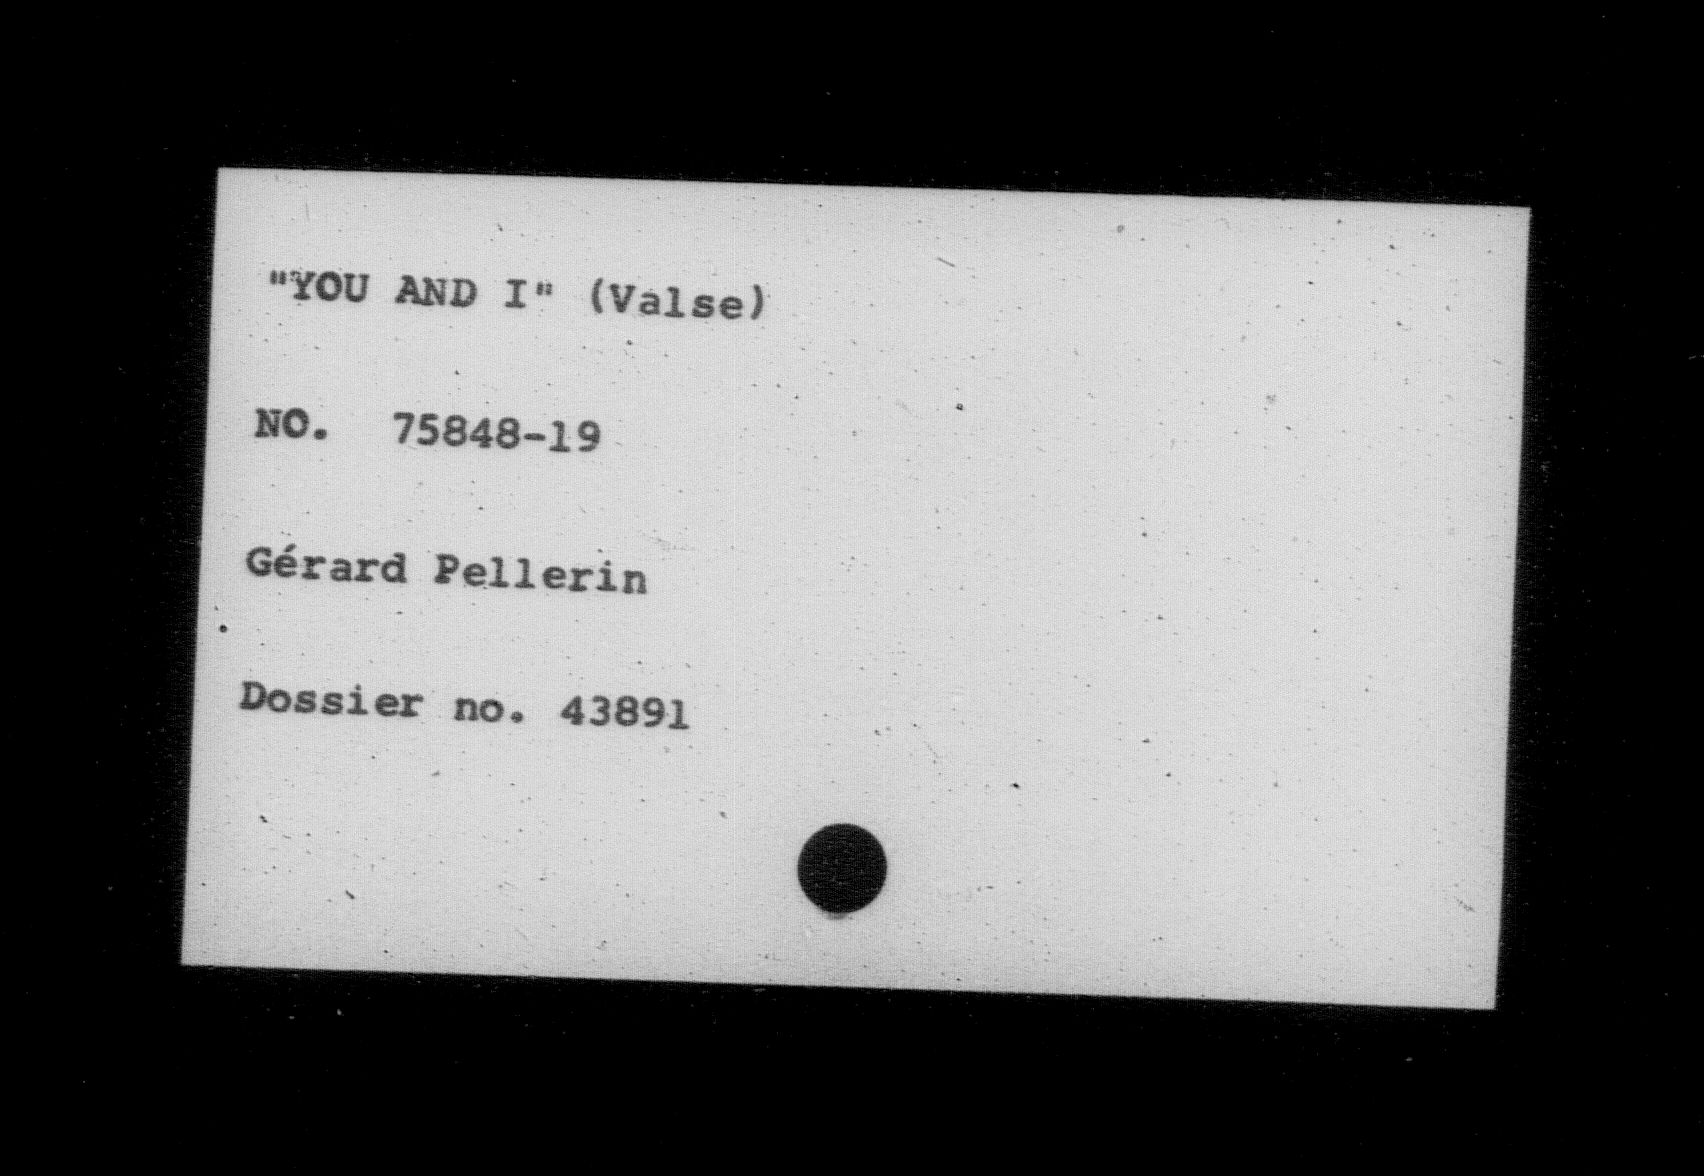 "YOU AND I" (Valse)
NO. 75848-19
Gérard Pellerin
Dossier no. 43891